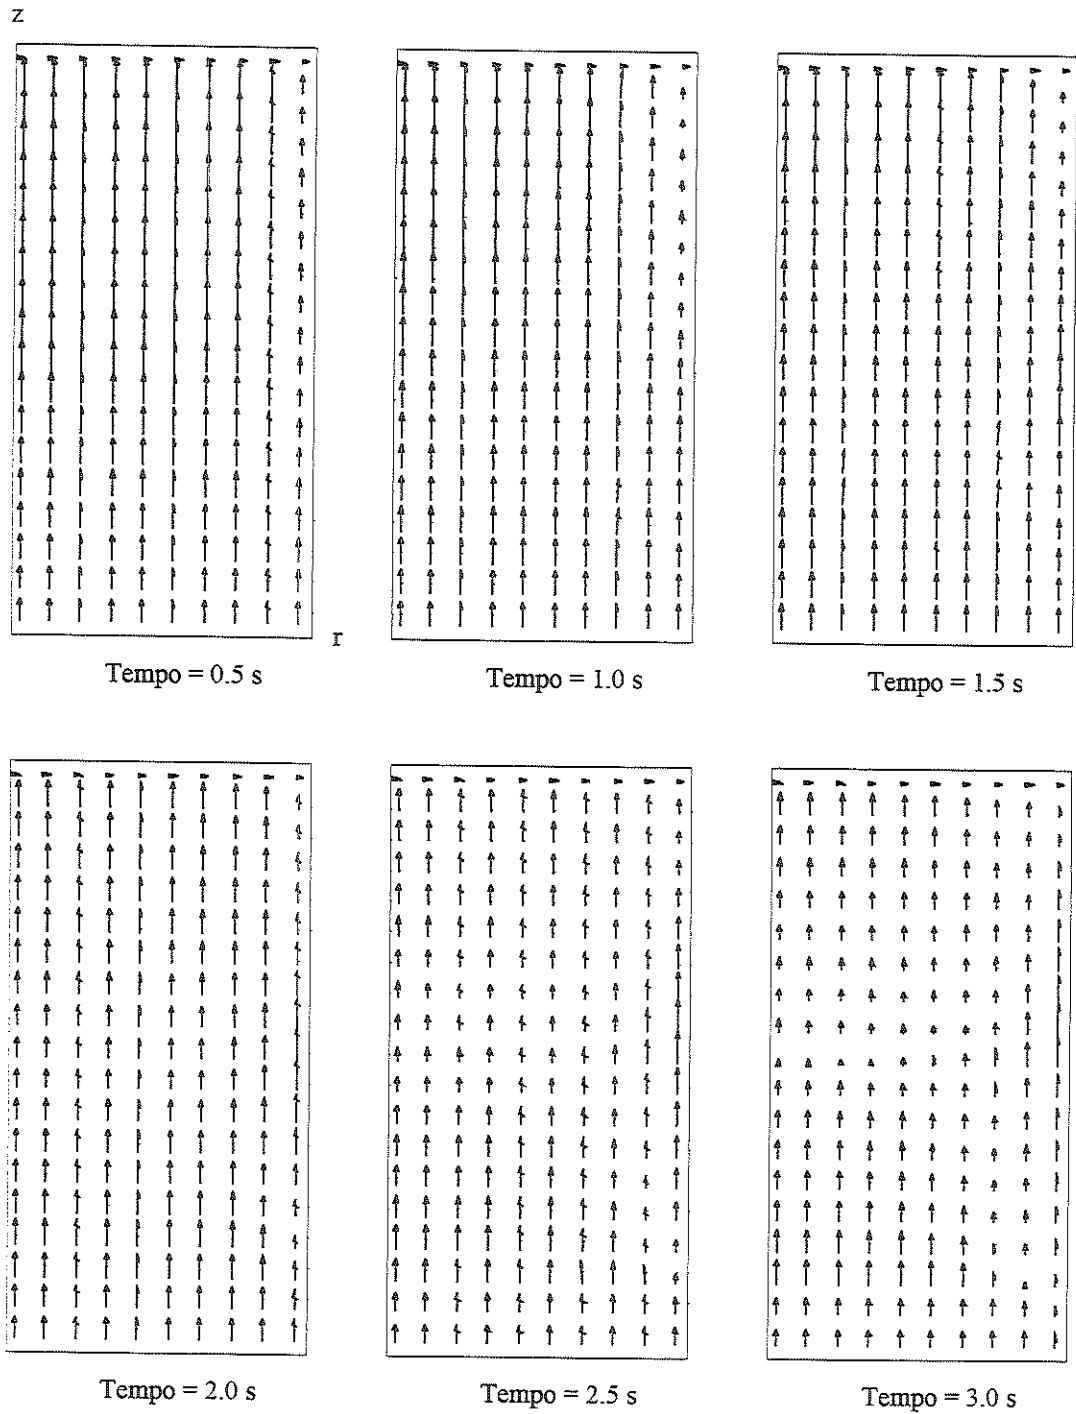 z
r
Tempo = 0.5 s
Tempo = 1.0 s
Tempo = 1.5 s
Tempo = 2.0 s
Tempo = 2.5 s
Tempo = 3.0 s